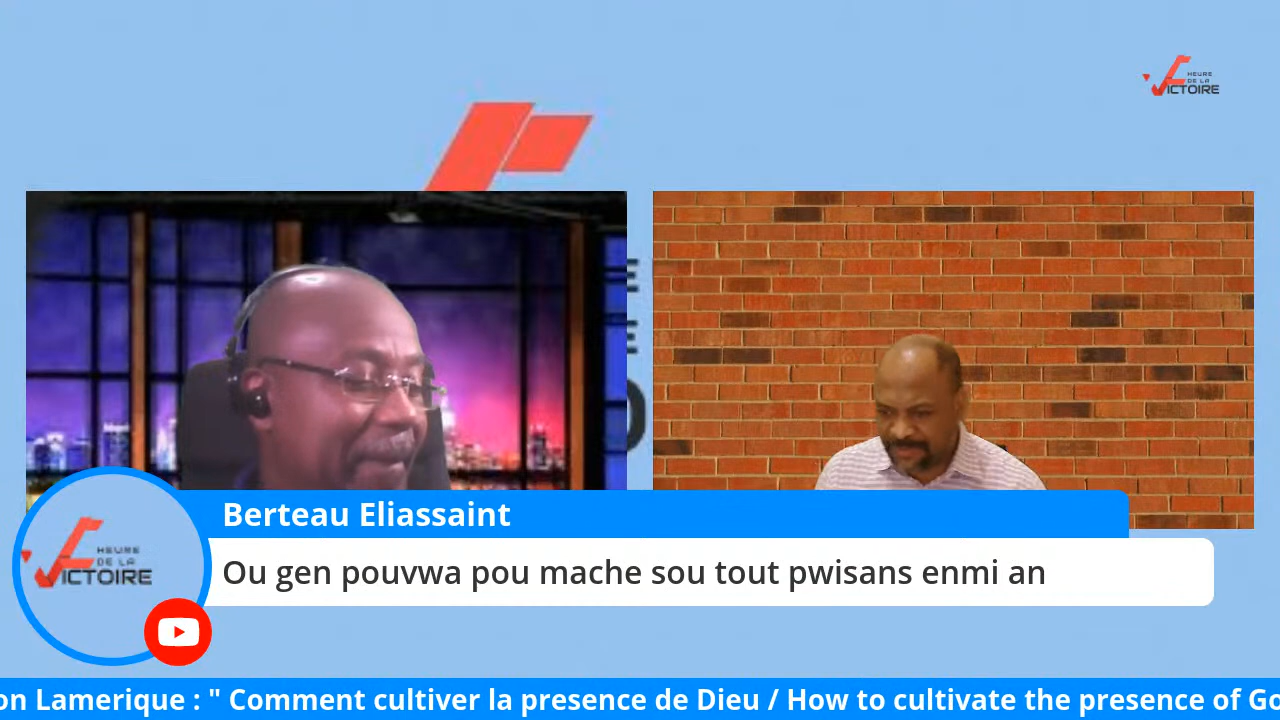 HEURE
DE LA
VICTOIRE
Berteau Eliassaint
HEURE
DE LA
VICTOIRE
Ou gen pouvwa pou mache sou tout pwisans enmi an
on Lamerique : " Comment cultiver la presence de Dieu / How to cultivate the presence of Go